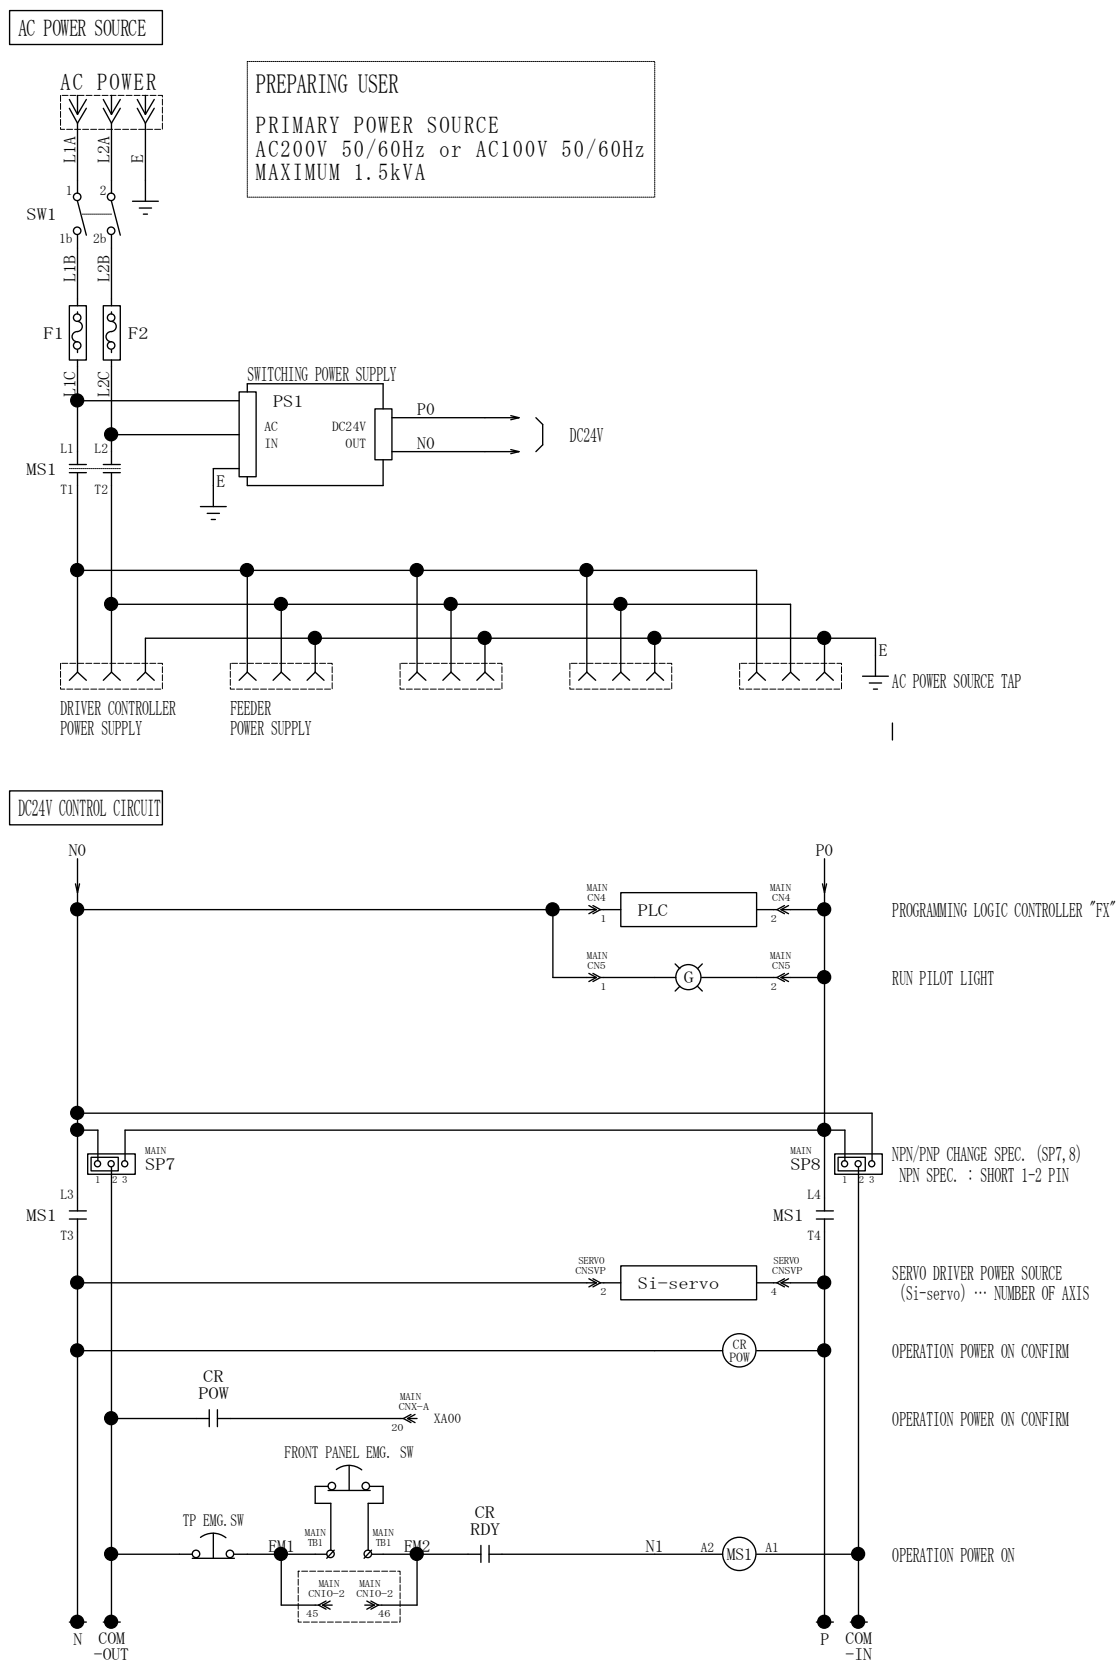 AC POWER SOURCE
AC POWER
PREPARING USER
PRIMARY POWER SOURCE
AC200V 50/60Hz or AC100V 50/60Hz
MAXIMUM 1.5kVA
L1A
L2A
E
1
2
SW1
1b
2b
L1B
L2B
F1
F2
L1C
L2C
SWITCHING POWER SUPPLY
PS1
AC
IN
DC24V
OUT
P0
N0
DC24V
E
L1
L2
MS1
T1
T2
E
AC POWER SOURCE TAP
DRIVER CONTROLLER
POWER SUPPLY
FEEDER
POWER SUPPLY
DC24V CONTROL CIRCUIT
N0
P0
MAIN
CN4
1
PLC
MAIN
CN4
2
PROGRAMMING LOGIC CONTROLLER "FX"
MAIN
CN5
1
G
MAIN
CN5
2
RUN PILOT LIGHT
MAIN
SP7
1 2 3
MAIN
SP8
1 2 3
NPN/PNP CHANGE SPEC. (SP7,8)
NPN SPEC. : SHORT 1-2 PIN
L3
MS1
T3
L4
MS1
T4
SERVO
CNSVP
2
Si-servo
SERVO
CNSVP
4
SERVO DRIVER POWER SOURCE
(Si-servo) … NUMBER OF AXIS
CR
POW
OPERATION POWER ON CONFIRM
CR
POW
MAIN
CNX-A
20
XA00
OPERATION POWER ON CONFIRM
FRONT PANEL EMG. SW
TP EMG.SW
EM1
MAIN
TB1
MAIN
TB1
EM2
CR
RDY
N1
A2
MS1
A1
OPERATION POWER ON
MAIN
CNIO-2
45
MAIN
CNIO-2
46
N
COM
-OUT
P
COM
-IN